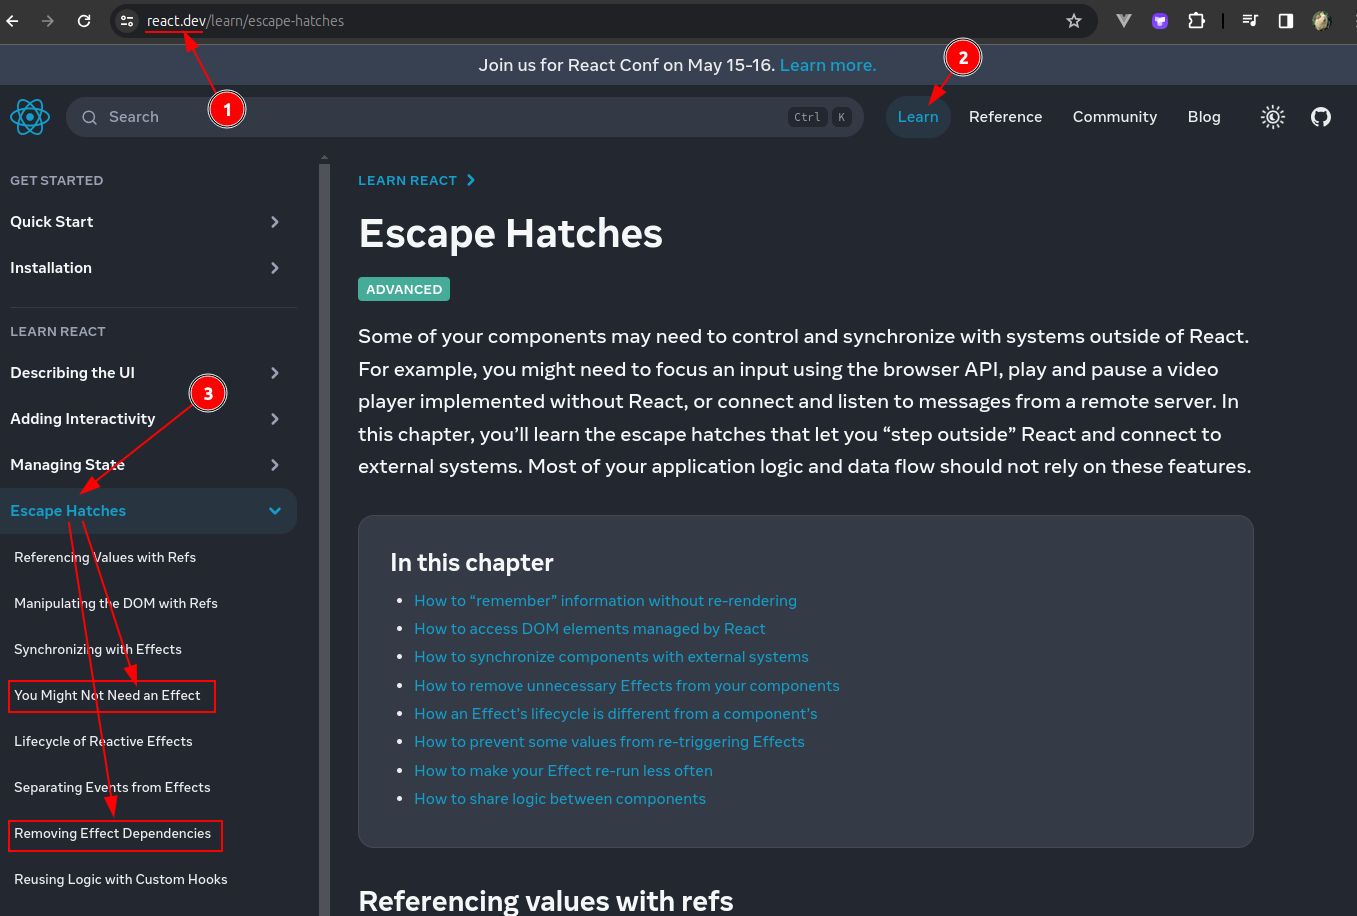 react.dev/learn/escape-hatches
Join us for React Conf on May 15-16. Learn more.
1
2
Search
Ctrl K
Learn
Reference
Community
Blog
GET STARTED
Quick Start
Installation
LEARN REACT
Describing the UI
3
Adding Interactivity
Managing State
Escape Hatches
Referencing Values with Refs
Manipulating the DOM with Refs
Synchronizing with Effects
You Might Not Need an Effect
Lifecycle of Reactive Effects
Separating Events from Effects
Removing Effect Dependencies
Reusing Logic with Custom Hooks
LEARN REACT
Escape Hatches
ADVANCED
Some of your components may need to control and synchronize with systems outside of React.
For example, you might need to focus an input using the browser API, play and pause a video
player implemented without React, or connect and listen to messages from a remote server. In
this chapter, you’ll learn the escape hatches that let you “step outside” React and connect to
external systems. Most of your application logic and data flow should not rely on these features.
In this chapter
• How to “remember” information without re-rendering
• How to access DOM elements managed by React
• How to synchronize components with external systems
• How to remove unnecessary Effects from your components
• How an Effect’s lifecycle is different from a component’s
• How to prevent some values from re-triggering Effects
• How to make your Effect re-run less often
• How to share logic between components
Referencing values with refs